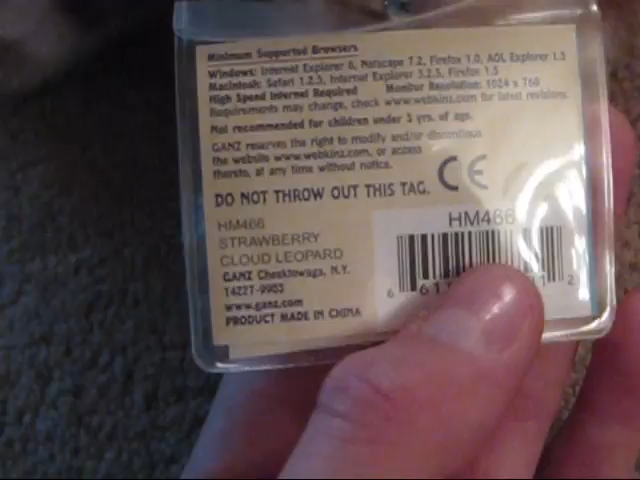 Minimum Supported Browsers
Windows: Internet Explorer 6, Netscape 7.2, Firefox 1.0, AOL Explorer 1.5
Macintosh: Safari 1.2.3, Internet Explorer 5.2.3, Firefox 1.5
High Speed Internet Required Monitor Resolution: 1024 x 768
Requirements may change, check www.webkinz.com for latest revisions.
Not recommended for children under 3 yrs. of age.
GANZ reserves the right to modify and/or discontinue
the website www.webkinz.com, or access
thereto, at any time without notice.
DO NOT THROW OUT THIS TAG. CE
HM466
STRAWBERRY
CLOUD LEOPARD
GANZ Cheektowaga, N.Y.
14227-9903
www.ganz.com
PRODUCT MADE IN CHINA
HM466
6 61 1 2